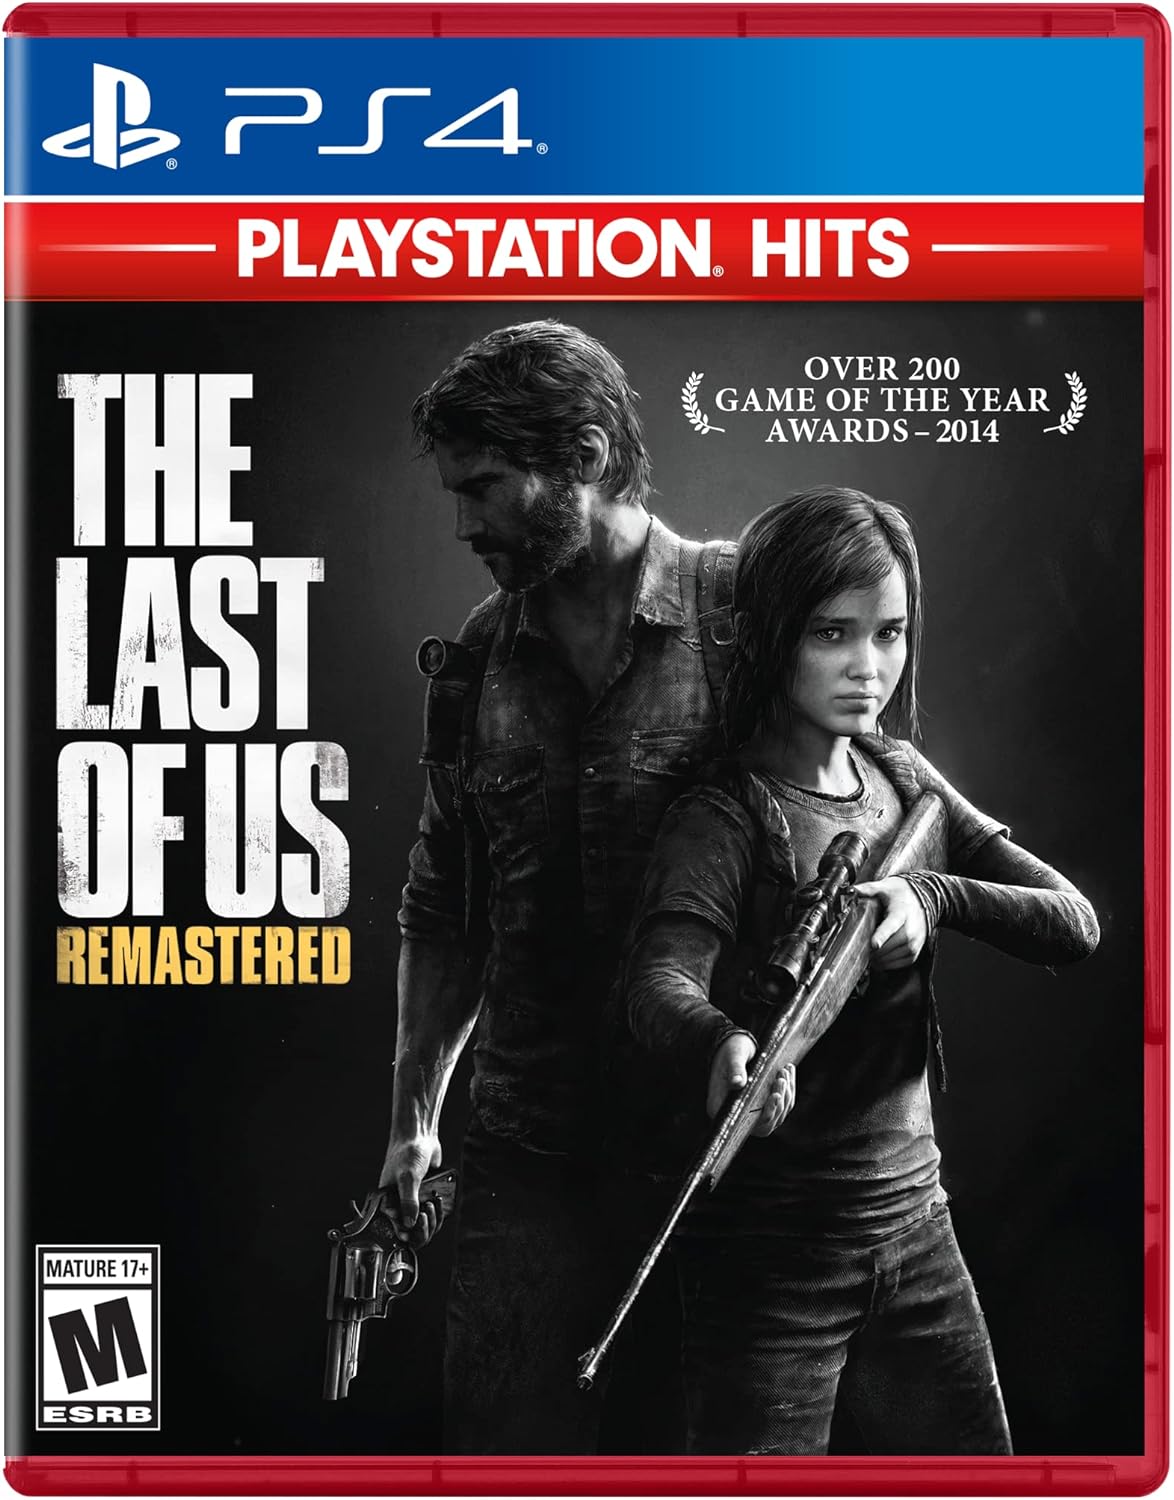 PS4®
PLAYSTATION® HITS
OVER 200
GAME OF THE YEAR
AWARDS – 2014
THE
LAST
OF US
REMASTERED
MATURE 17+
M
ESRB